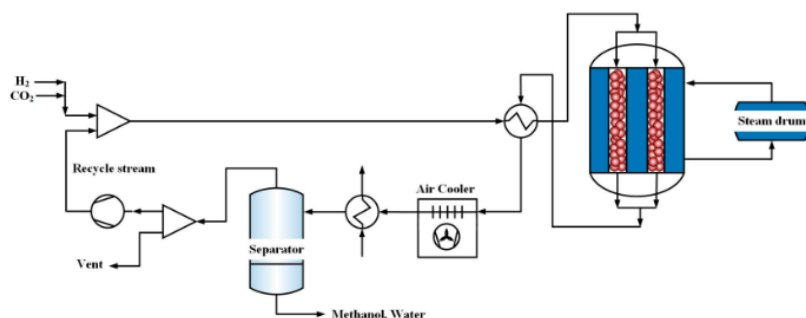 H₂
CO₂
Steam drum
Recycle stream
Air Cooler
Separator
Vent
Methanol, Water